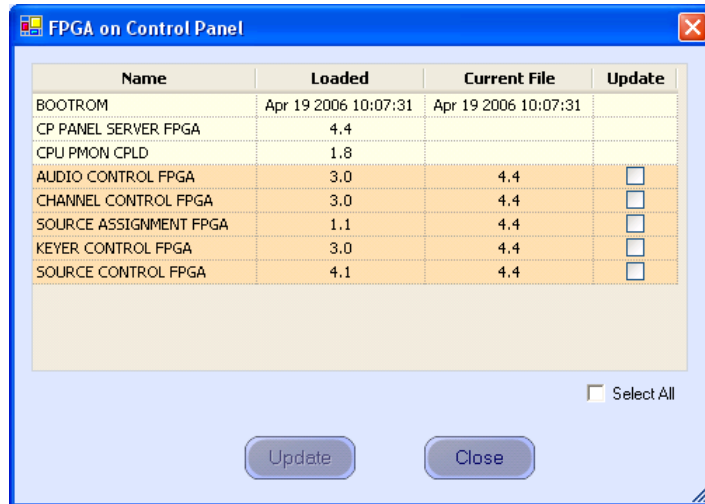 FPGA on Control Panel
Name Loaded Current File Update
BOOTROM Apr 19 2006 10:07:31 Apr 19 2006 10:07:31
CP PANEL SERVER FPGA 4.4
CPU PMON CPLD 1.8
AUDIO CONTROL FPGA 3.0 4.4
CHANNEL CONTROL FPGA 3.0 4.4
SOURCE ASSIGNMENT FPGA 1.1 4.4
KEYER CONTROL FPGA 3.0 4.4
SOURCE CONTROL FPGA 4.1 4.4
Select All
Update Close